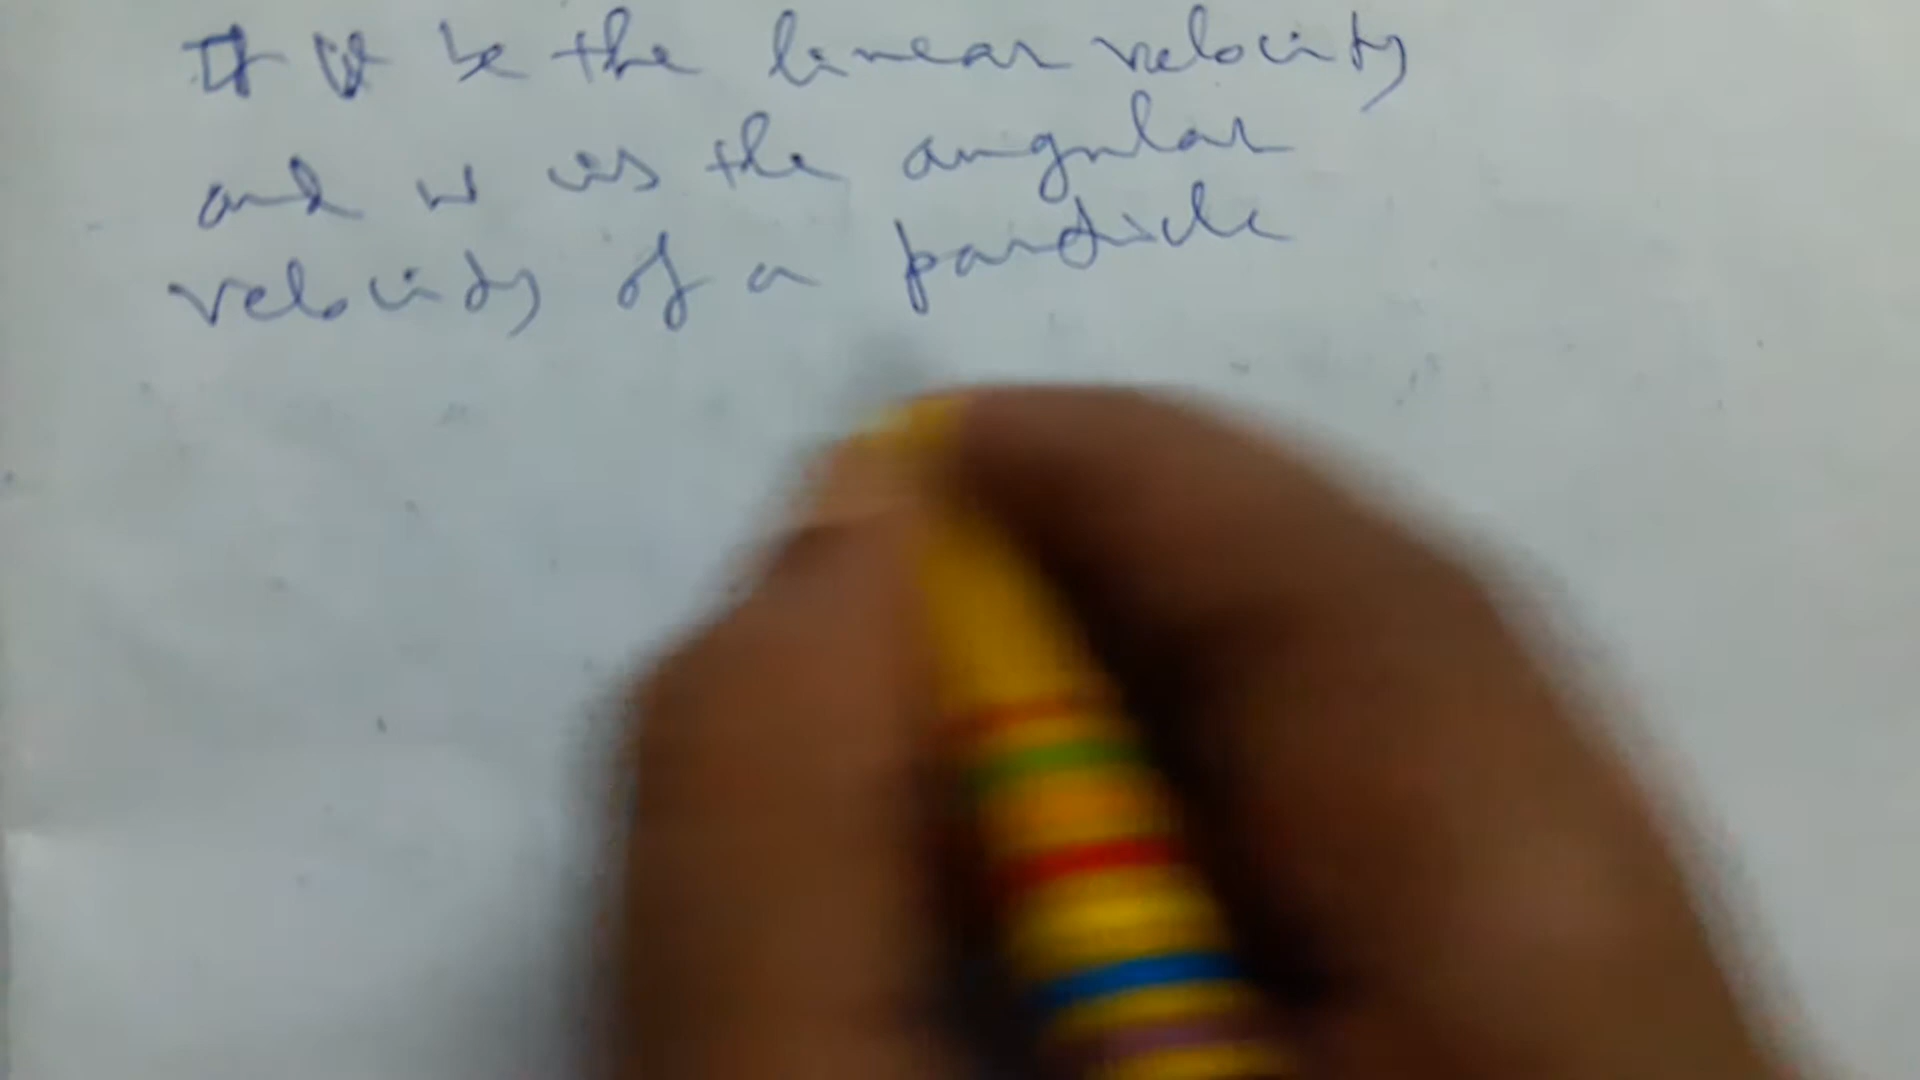 If v be the linear velocity
and w is the angular
velocity of a particle